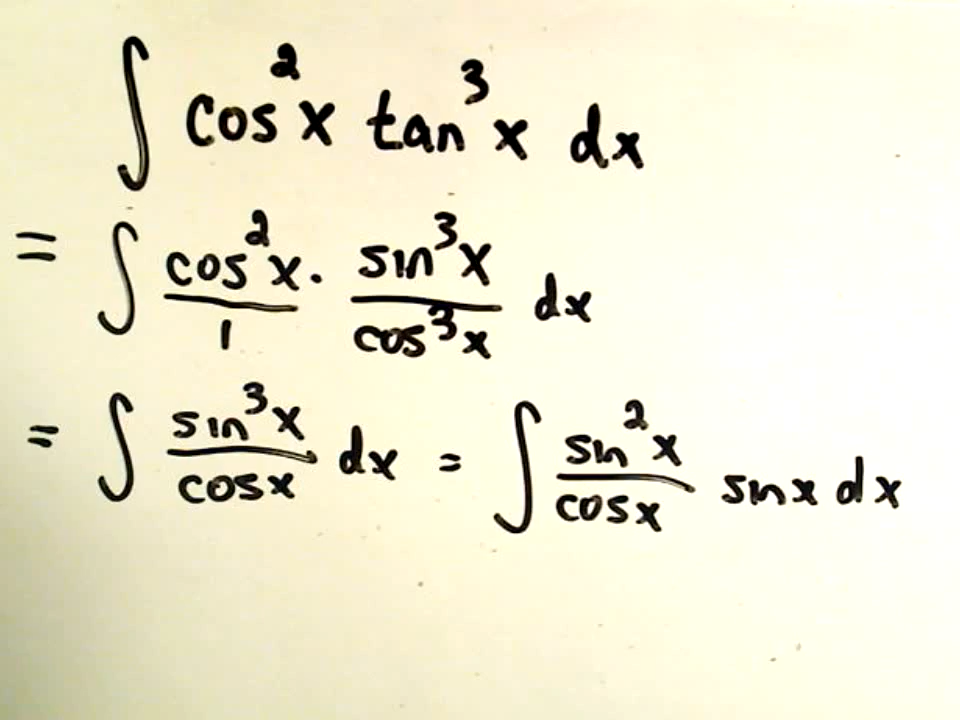 ∫ cos²x tan³x dx
= ∫ cos²x/1 · sin³x/cos³x dx
= ∫ sin³x/cosx dx = ∫ sin²x/cosx sinx dx